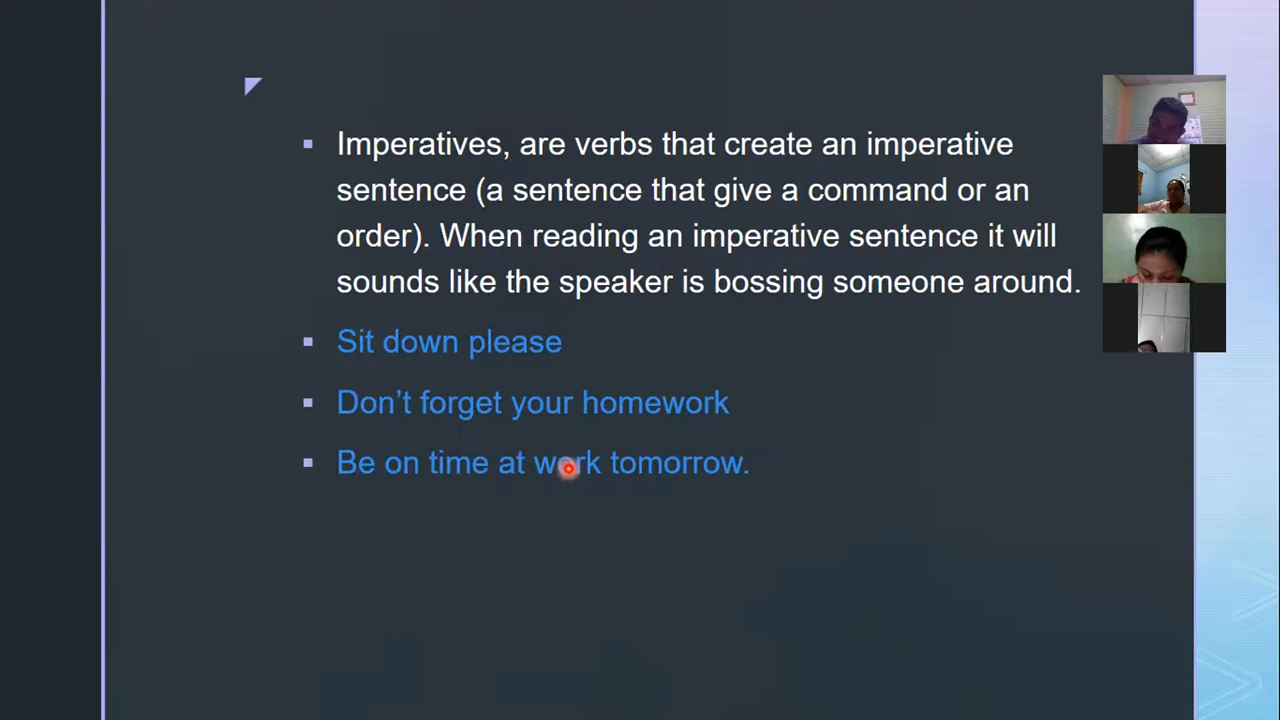 Imperatives, are verbs that create an imperative
sentence (a sentence that give a command or an
order). When reading an imperative sentence it will
sounds like the speaker is bossing someone around.
Sit down please
Don’t forget your homework
Be on time at work tomorrow.